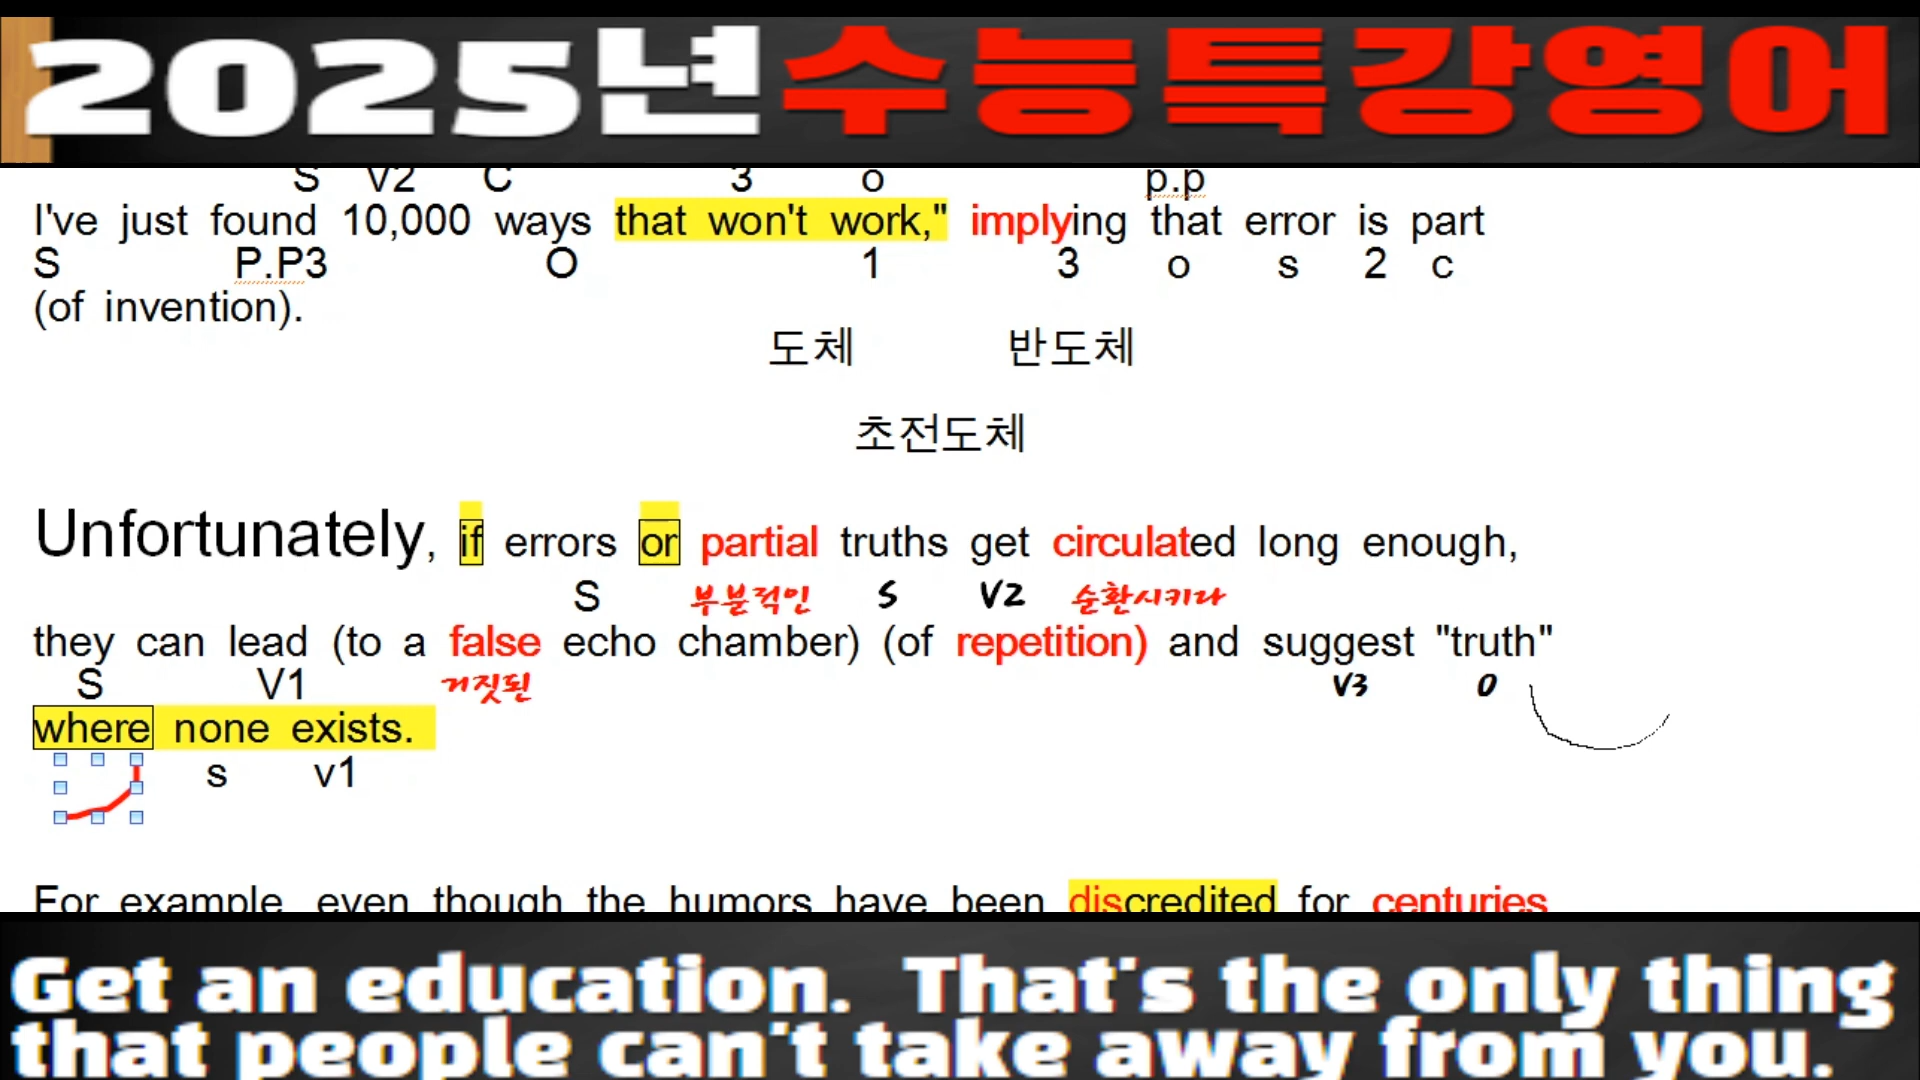 2025년수능특강영어
S V2 C 3 o p.p
I've just found 10,000 ways that won't work," implying that error is part
S P.P3 O 1 3 o s 2 c
(of invention).
도체 반도체
초전도체
Unfortunately, if errors or partial truths get circulated long enough,
S 부분적인 S V2 순환시키다
they can lead (to a false echo chamber) (of repetition) and suggest "truth"
S V1 거짓된 V3 O
where none exists.
s v1
For example, even though the humors have been discredited for centuries
Get an education. That's the only thing
that people can't take away from you.